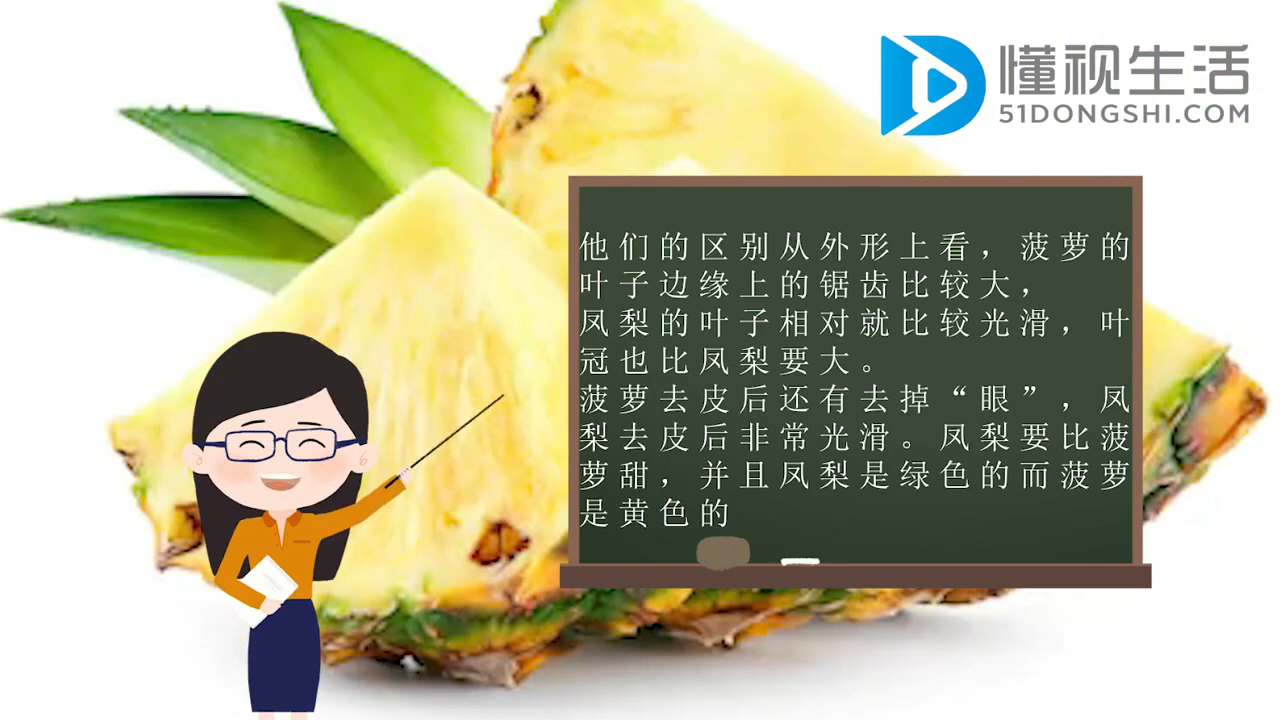 懂视生活
51DONGSHI.COM
他们的区别从外形上看，菠萝的
叶子边缘上的锯齿比较大，
凤梨的叶子相对就比较光滑，叶
冠也比凤梨要大。
菠萝去皮后还有去掉“眼”，凤
梨去皮后非常光滑。凤梨要比菠
萝甜，并且凤梨是绿色的而菠萝
是黄色的